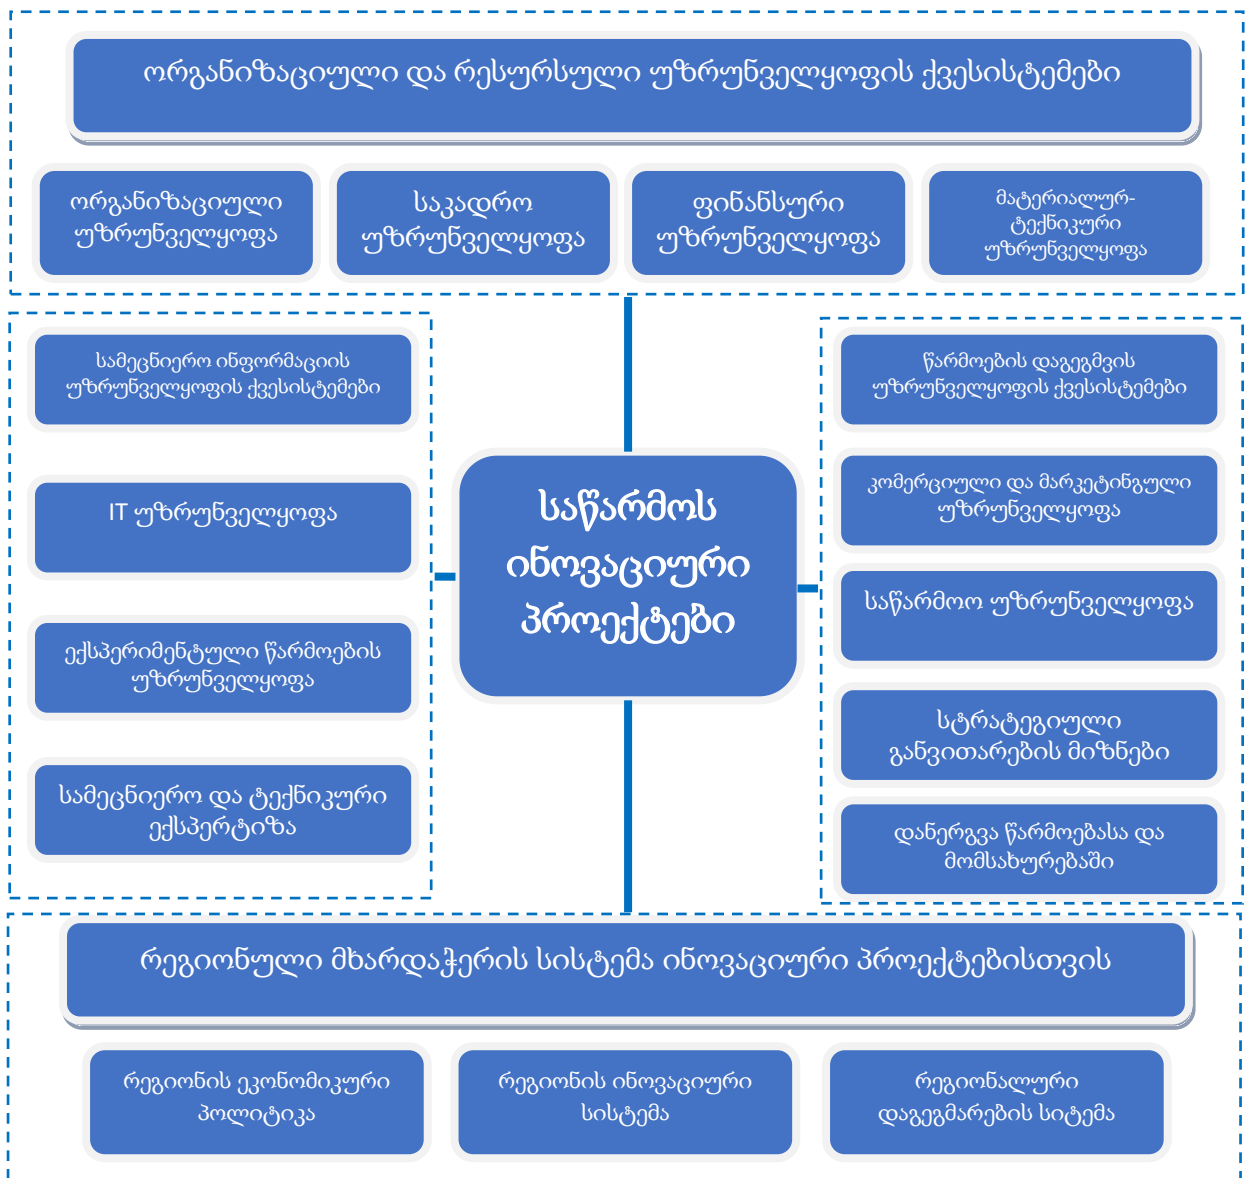 ორგანიზაციული და რესურსული უზრუნველყოფის ქვესისტემები
ორგანიზაციული
უზრუნველყოფა
საკადრო
უზრუნველყოფა
ფინანსური
უზრუნველყოფა
მატერიალურ-
ტექნიკური
უზრუნველყოფა
სამეცნიერო ინფორმაციის
უზრუნველყოფის ქვესისტემები
IT უზრუნველყოფა
ექსპერიმენტული წარმოების
უზრუნველყოფა
სამეცნიერო და ტექნიკური
ექსპერტიზა
საწარმოს
ინოვაციური
პროექტები
წარმოების დაგეგმვის
უზრუნველყოფის ქვესისტემები
კომერციული და მარკეტინგული
უზრუნველყოფა
საწარმოო უზრუნველყოფა
სტრატეგიული
განვითარების მიზნები
დანერგვა წარმოებასა და
მომსახურებაში
რეგიონული მხარდაჭერის სისტემა ინოვაციური პროექტებისთვის
რეგიონის ეკონომიკური
პოლიტიკა
რეგიონის ინოვაციური
სისტემა
რეგიონალური
დაგეგმარების სიტემა